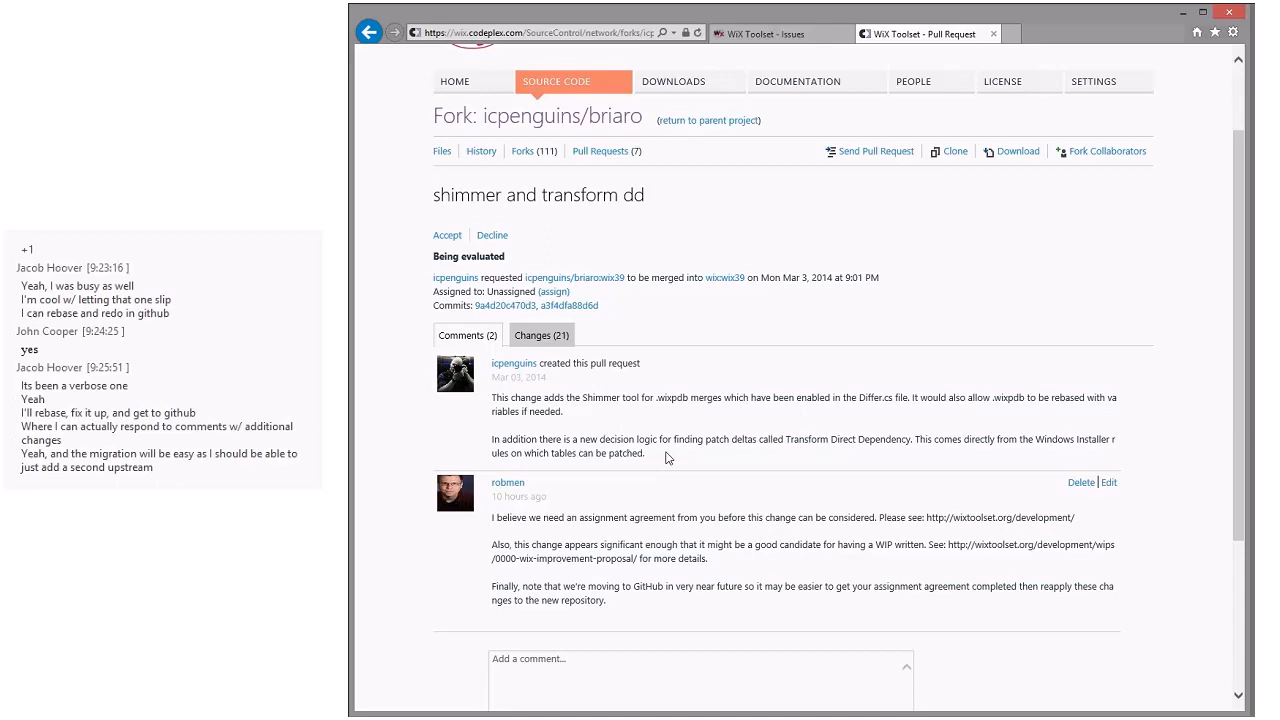 +1
Jacob Hoover [9:23:16 ]
Yeah, I was busy as well
I'm cool w/ letting that one slip
I can rebase and redo in github
John Cooper [9:24:25 ]
yes
Jacob Hoover [9:25:51 ]
Its been a verbose one
Yeah
I'll rebase, fix it up, and get to github
Where I can actually respond to comments w/ additional
changes
Yeah, and the migration will be easy as I should be able to
just add a second upstream
https://wix.codeplex.com/SourceControl/network/forks/icp
WiX Toolset - Issues
WiX Toolset - Pull Request
HOME
SOURCE CODE
DOWNLOADS
DOCUMENTATION
PEOPLE
LICENSE
SETTINGS
Fork: icpenguins/briaro (return to parent project)
Files
History
Forks (111)
Pull Requests (7)
Send Pull Request
Clone
Download
Fork Collaborators
shimmer and transform dd
Accept
Decline
Being evaluated
icpenguins requested icpenguins/briaro:wix39 to be merged into wix:wix39 on Mon Mar 3, 2014 at 9:01 PM
Assigned to: Unassigned (assign)
Commits: 9a4d20c470d3, a3f4dfa88d6d
Comments (2)
Changes (21)
icpenguins created this pull request
Mar 03, 2014
This change adds the Shimmer tool for .wixpdb merges which have been enabled in the Differ.cs file. It would also allow .wixpdb to be rebased with va
riables if needed.
In addition there is a new decision logic for finding patch deltas called Transform Direct Dependency. This comes directly from the Windows Installer r
ules on which tables can be patched.
robmen
Delete | Edit
10 hours ago
I believe we need an assignment agreement from you before this change can be considered. Please see: http://wixtoolset.org/development/
Also, this change appears significant enough that it might be a good candidate for having a WIP written. See: http://wixtoolset.org/development/wips
/0000-wix-improvement-proposal/ for more details.
Finally, note that we're moving to GitHub in very near future so it may be easier to get your assignment agreement completed then reapply these cha
nges to the new repository.
Add a comment...